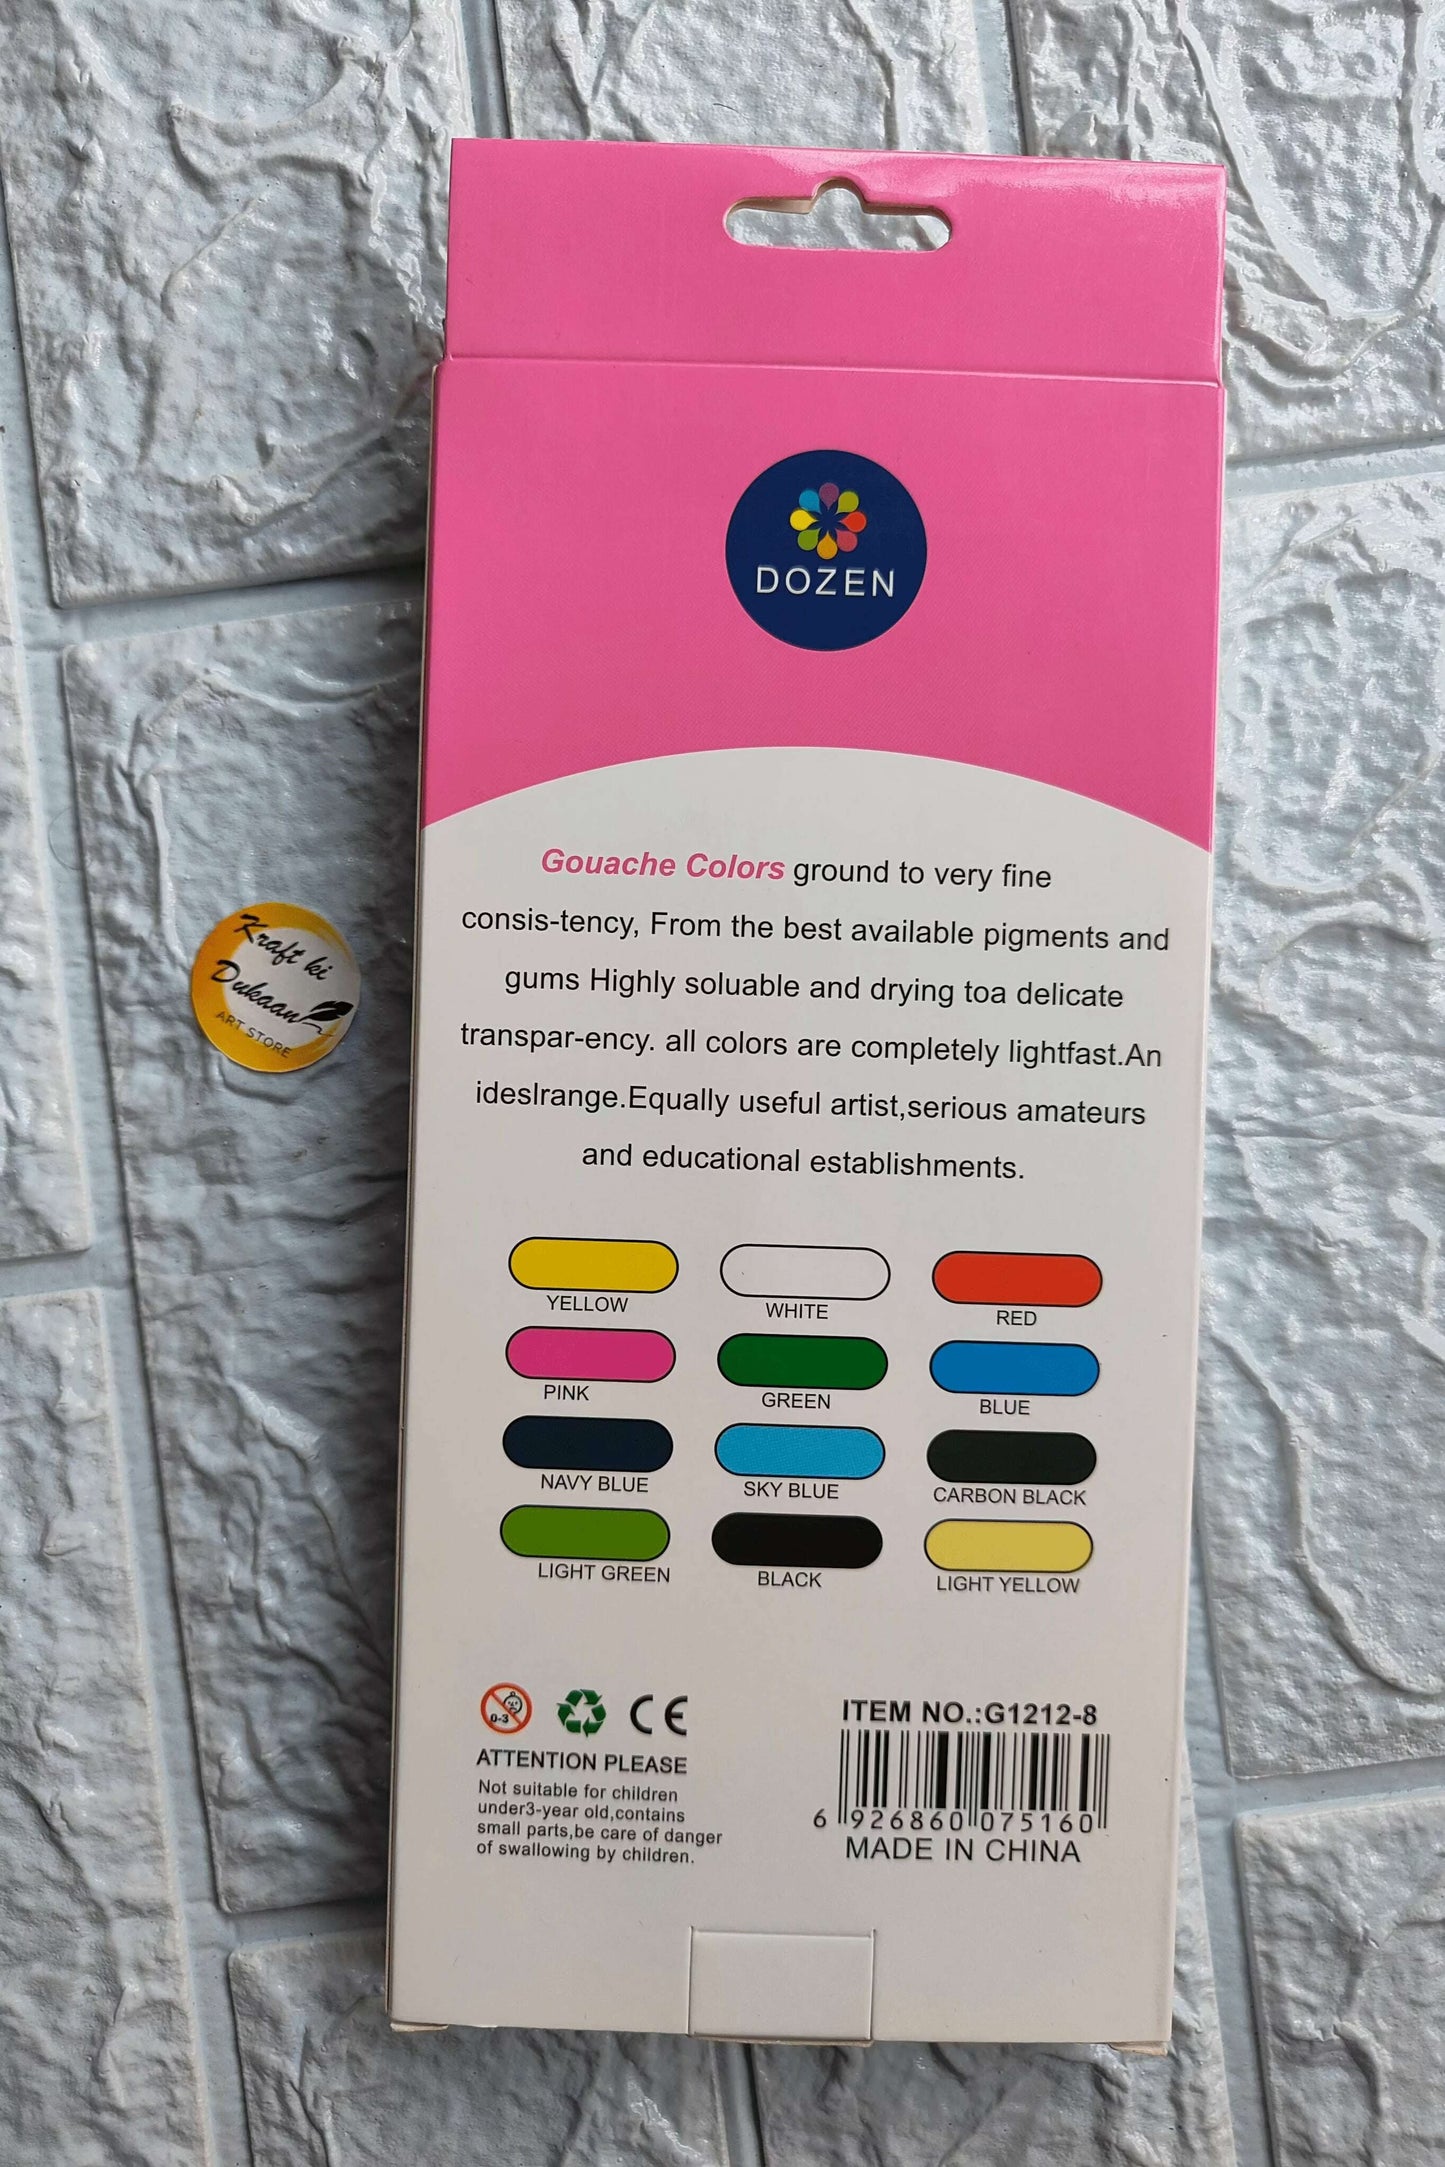 DOZEN
Gouache Colors ground to very fine
consis-tency, From the best available pigments and
gums Highly soluable and drying toa delicate
transpar-ency. all colors are completely lightfast.An
ideslrange.Equally useful artist,serious amateurs
and educational establishments.
Kraft ki
Dukaan
ART STORE
YELLOW
WHITE
RED
PINK
GREEN
BLUE
NAVY BLUE
SKY BLUE
CARBON BLACK
LIGHT GREEN
BLACK
LIGHT YELLOW
0-3
CE
ATTENTION PLEASE
Not suitable for children
under3-year old,contains
small parts,be care of danger
of swallowing by children.
ITEM NO.:G1212-8
6 926860 075160
MADE IN CHINA